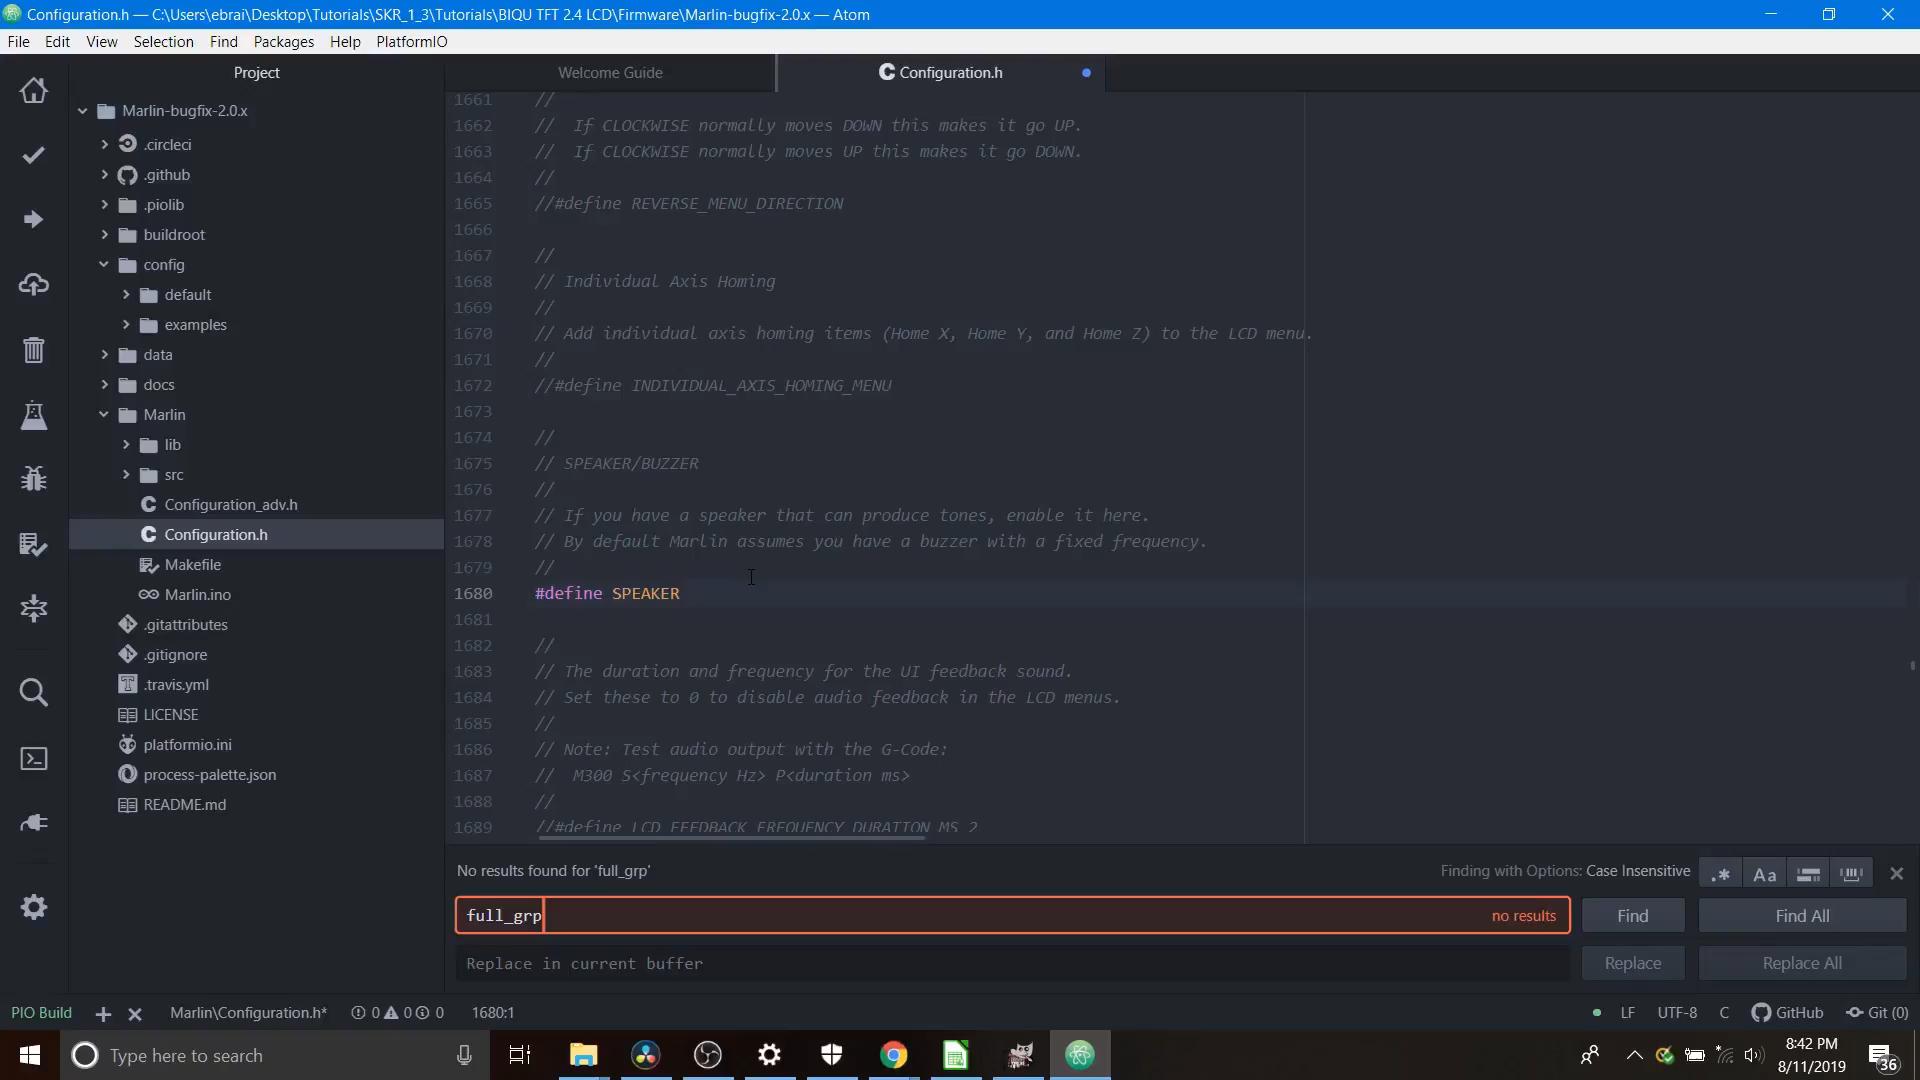 Configuration.h — C:\Users\ebrai\Desktop\Tutorials\SKR_1_3\Tutorials\BIQU TFT 2.4 LCD\Firmware\Marlin-bugfix-2.0.x — Atom
File Edit View Selection Find Packages Help PlatformIO
Project
Welcome Guide
Configuration.h
Marlin-bugfix-2.0.x
.circleci
.github
.piolib
buildroot
config
default
examples
data
docs
Marlin
lib
src
Configuration_adv.h
Configuration.h
Makefile
Marlin.ino
.gitattributes
.gitignore
.travis.yml
LICENSE
platformio.ini
process-palette.json
README.md
1661 //
1662 //  If CLOCKWISE normally moves DOWN this makes it go UP.
1663 //  If CLOCKWISE normally moves UP this makes it go DOWN.
1664 //
1665 //#define REVERSE_MENU_DIRECTION
1666
1667 //
1668 // Individual Axis Homing
1669 //
1670 // Add individual axis homing items (Home X, Home Y, and Home Z) to the LCD menu.
1671 //
1672 //#define INDIVIDUAL_AXIS_HOMING_MENU
1673
1674 //
1675 // SPEAKER/BUZZER
1676 //
1677 // If you have a speaker that can produce tones, enable it here.
1678 // By default Marlin assumes you have a buzzer with a fixed frequency.
1679 //
1680 #define SPEAKER
1681
1682 //
1683 // The duration and frequency for the UI feedback sound.
1684 // Set these to 0 to disable audio feedback in the LCD menus.
1685 //
1686 // Note: Test audio output with the G-Code:
1687 //  M300 S<frequency Hz> P<duration ms>
1688 //
1689 //#define LCD_FEEDBACK_FREQUENCY_DURATION_MS 2
No results found for 'full_grp'
Finding with Options: Case Insensitive
.* Aa
full_grp
no results
Find
Find All
Replace in current buffer
Replace
Replace All
PIO Build
Marlin\Configuration.h*
0 0 0
1680:1
LF UTF-8 C GitHub Git (0)
Type here to search
8:42 PM
8/11/2019
36